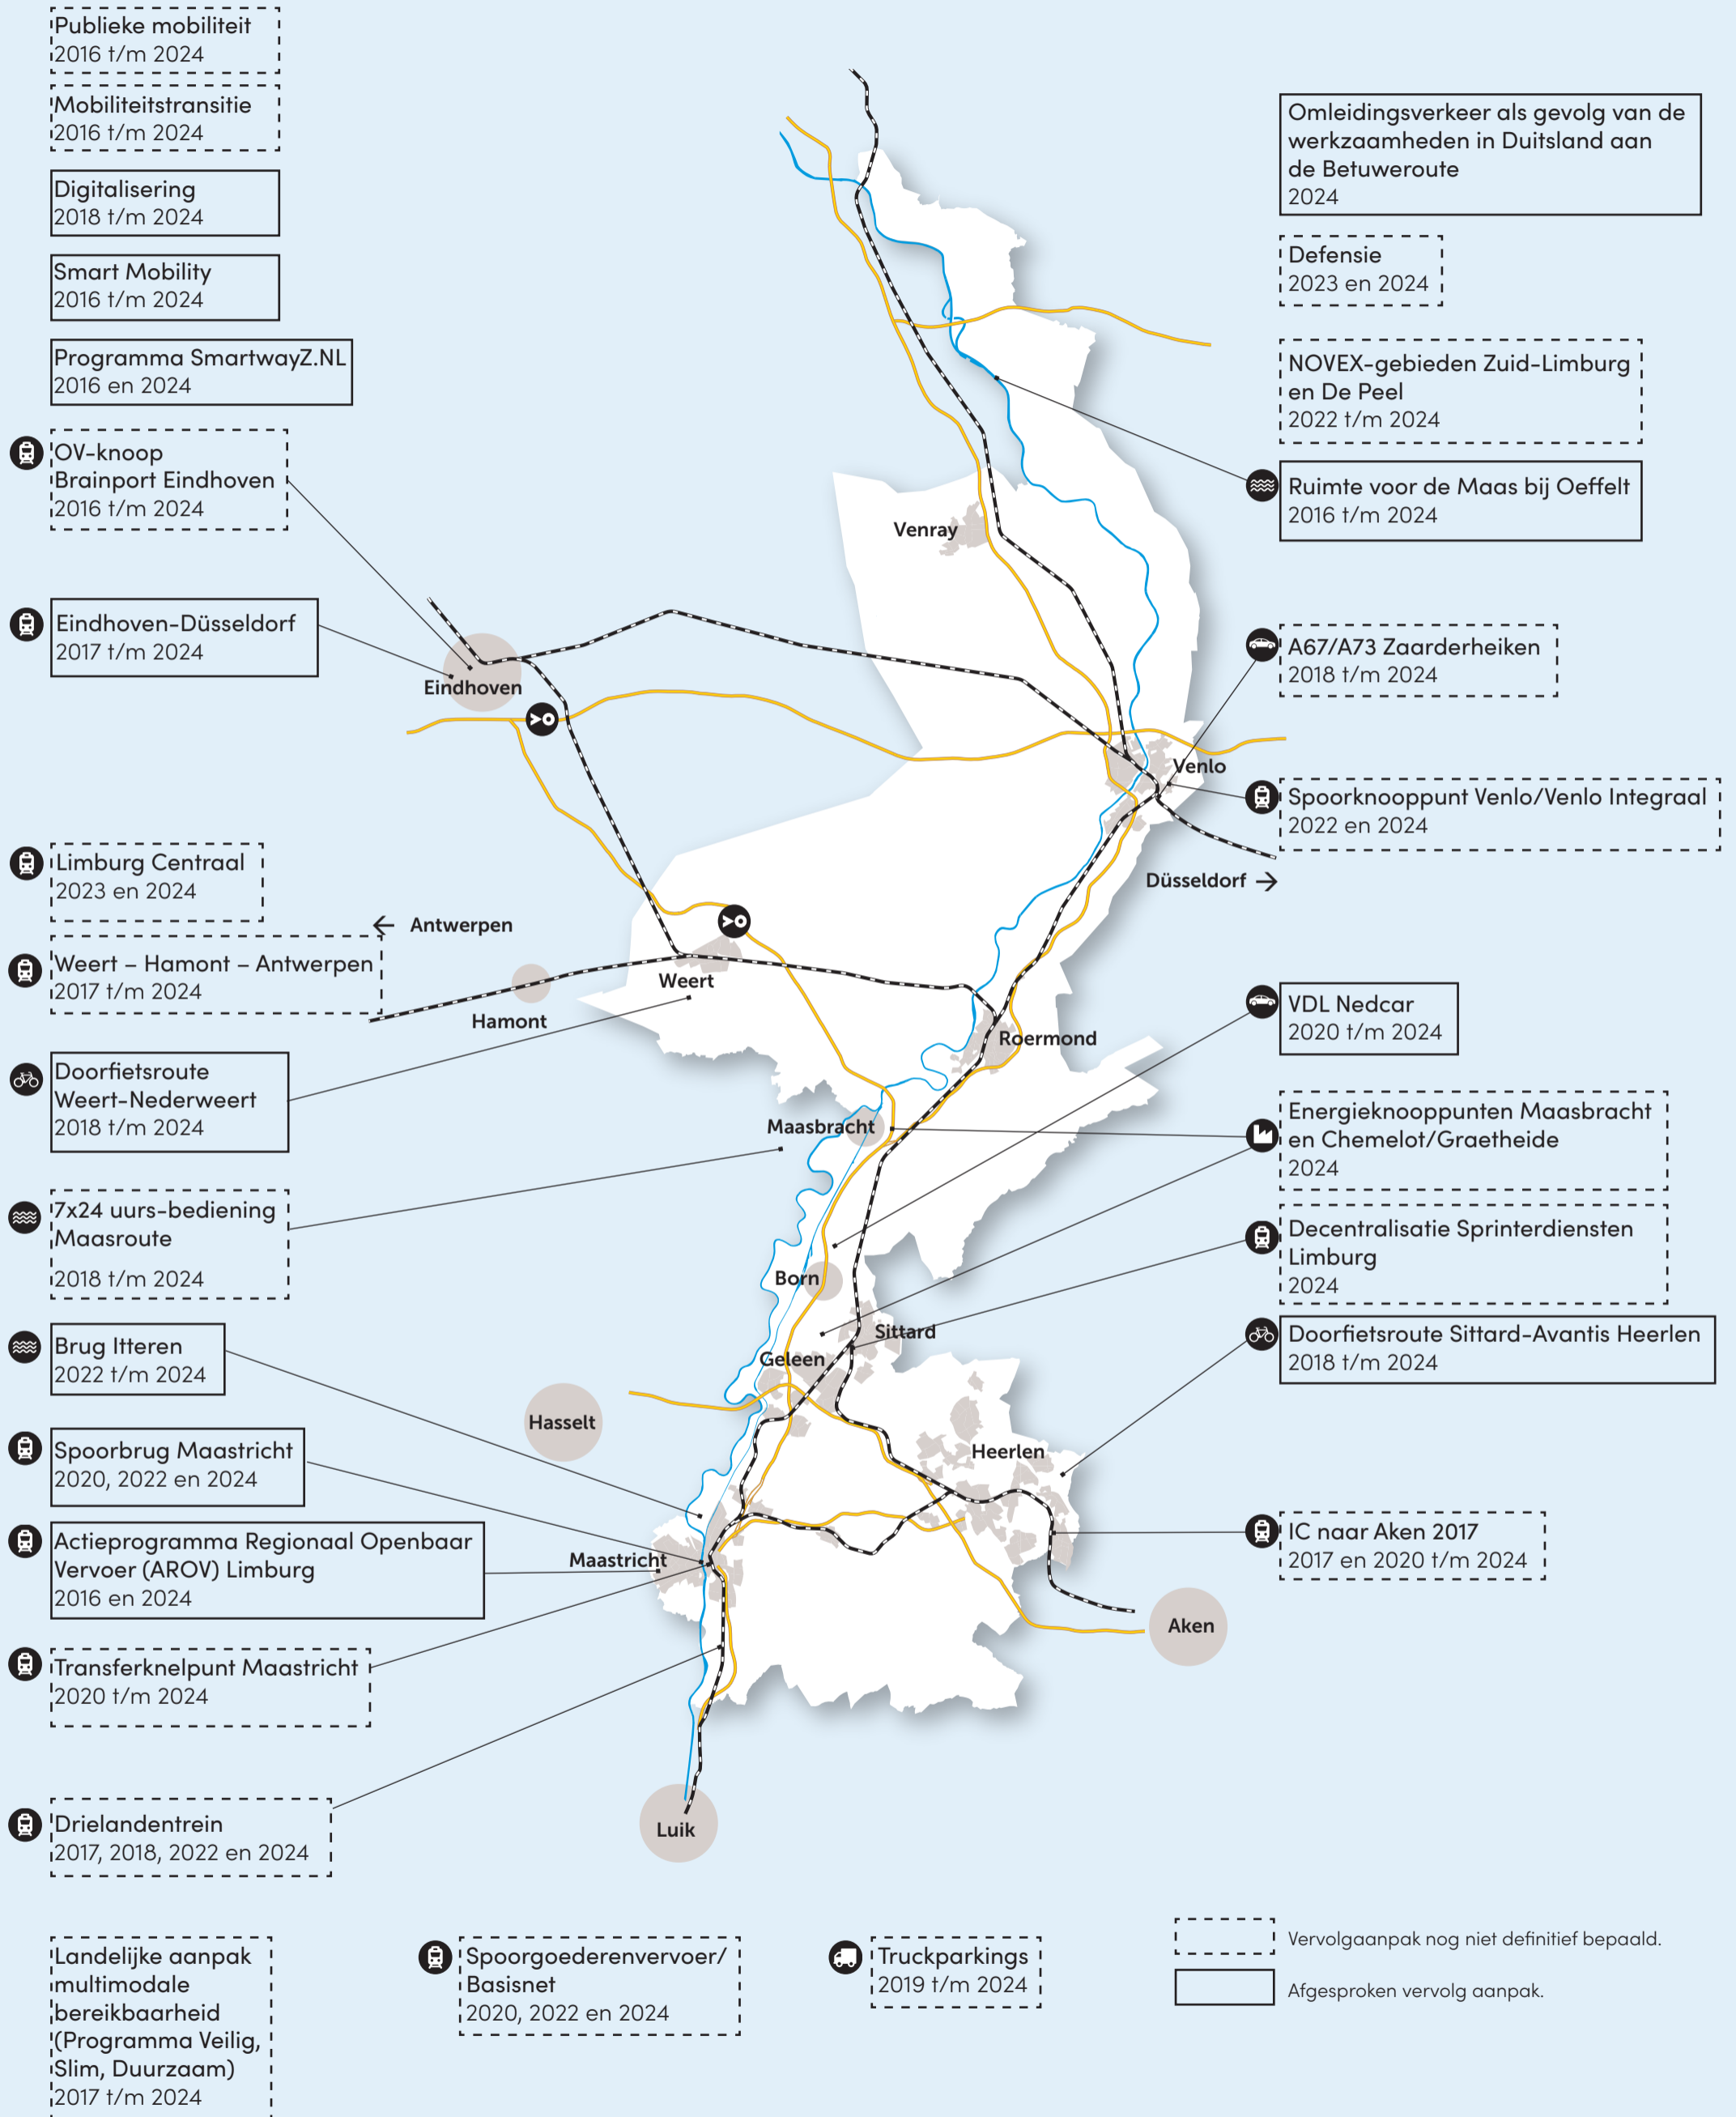 Publieke mobiliteit
2016 t/m 2024
Mobiliteitstransitie
2016 t/m 2024
Digitalisering
2018 t/m 2024
Smart Mobility
2016 t/m 2024
Programma SmartwayZ.NL
2016 en 2024
OV-knoop
Brainport Eindhoven
2016 t/m 2024
Eindhoven-Düsseldorf
2017 t/m 2024
Limburg Centraal
2023 en 2024
Weert – Hamont – Antwerpen
2017 t/m 2024
Doorfietsroute
Weert-Nederweert
2018 t/m 2024
7x24 uurs-bediening
Maasroute
2018 t/m 2024
Brug Itteren
2022 t/m 2024
Spoorbrug Maastricht
2020, 2022 en 2024
Actieprogramma Regionaal Openbaar
Vervoer (AROV) Limburg
2016 en 2024
Transferknelpunt Maastricht
2020 t/m 2024
Drielandentrein
2017, 2018, 2022 en 2024
Venray
Eindhoven
Venlo
Düsseldorf →
← Antwerpen
Weert
Hamont
Roermond
Maasbracht
Born
Sittard
Geleen
Hasselt
Heerlen
Maastricht
Aken
Luik
Omleidingsverkeer als gevolg van de
werkzaamheden in Duitsland aan
de Betuweroute
2024
Defensie
2023 en 2024
NOVEX-gebieden Zuid-Limburg
en De Peel
2022 t/m 2024
Ruimte voor de Maas bij Oeffelt
2016 t/m 2024
A67/A73 Zaarderheiken
2018 t/m 2024
Spoorknooppunt Venlo/Venlo Integraal
2022 en 2024
VDL Nedcar
2020 t/m 2024
Energieknooppunten Maasbracht
en Chemelot/Graetheide
2024
Decentralisatie Sprinterdiensten
Limburg
2024
Doorfietsroute Sittard-Avantis Heerlen
2018 t/m 2024
IC naar Aken 2017
2017 en 2020 t/m 2024
Landelijke aanpak
multimodale
bereikbaarheid
(Programma Veilig,
Slim, Duurzaam)
2017 t/m 2024
Spoorgoederenvervoer/
Basisnet
2020, 2022 en 2024
Truckparkings
2019 t/m 2024
Vervolgaanpak nog niet definitief bepaald.
Afgesproken vervolg aanpak.